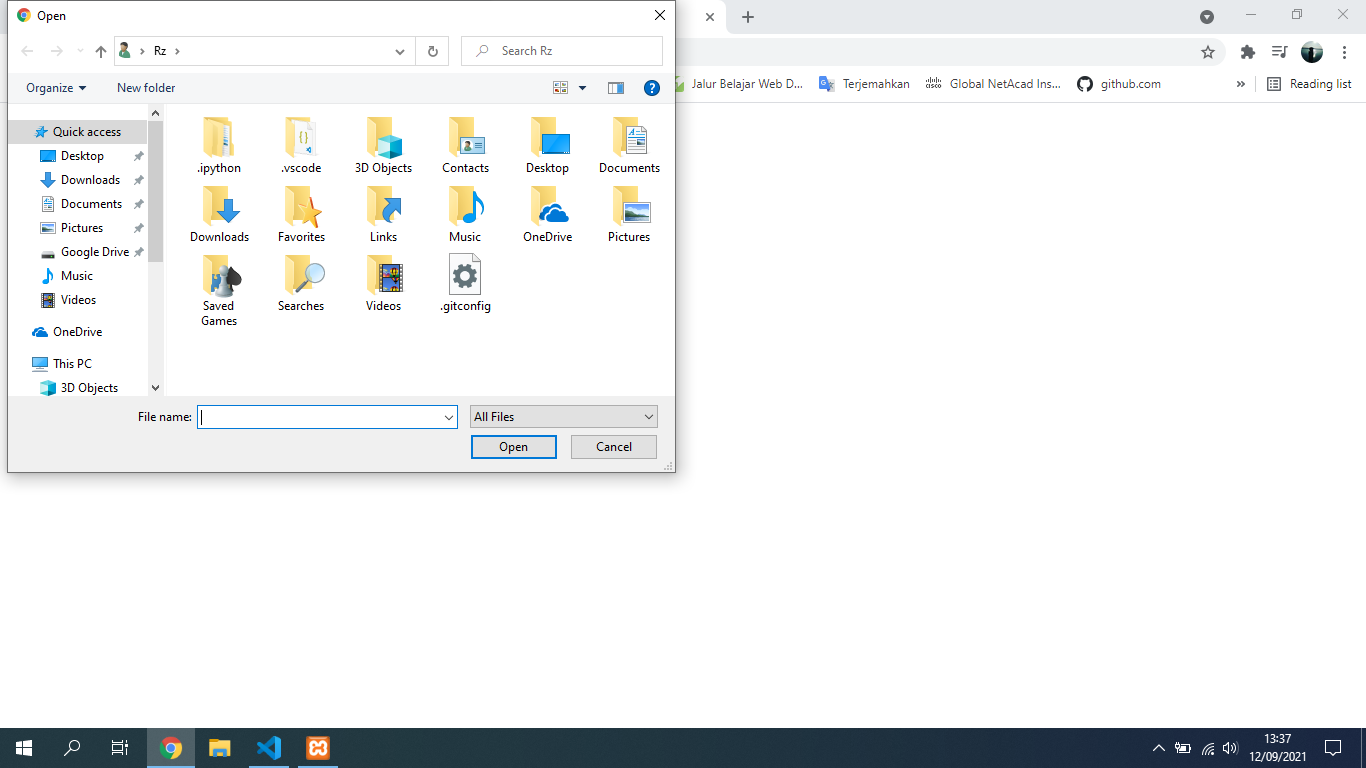 Open
Rz
Search Rz
Organize
New folder
Jalur Belajar Web D...
Terjemahkan
Global NetAcad Ins...
github.com
Reading list
Quick access
Desktop
Downloads
Documents
Pictures
Google Drive
Music
Videos
OneDrive
This PC
3D Objects
.ipython
.vscode
3D Objects
Contacts
Desktop
Documents
Downloads
Favorites
Links
Music
OneDrive
Pictures
Saved
Games
Searches
Videos
.gitconfig
File name:
All Files
Open
Cancel
13:37
12/09/2021